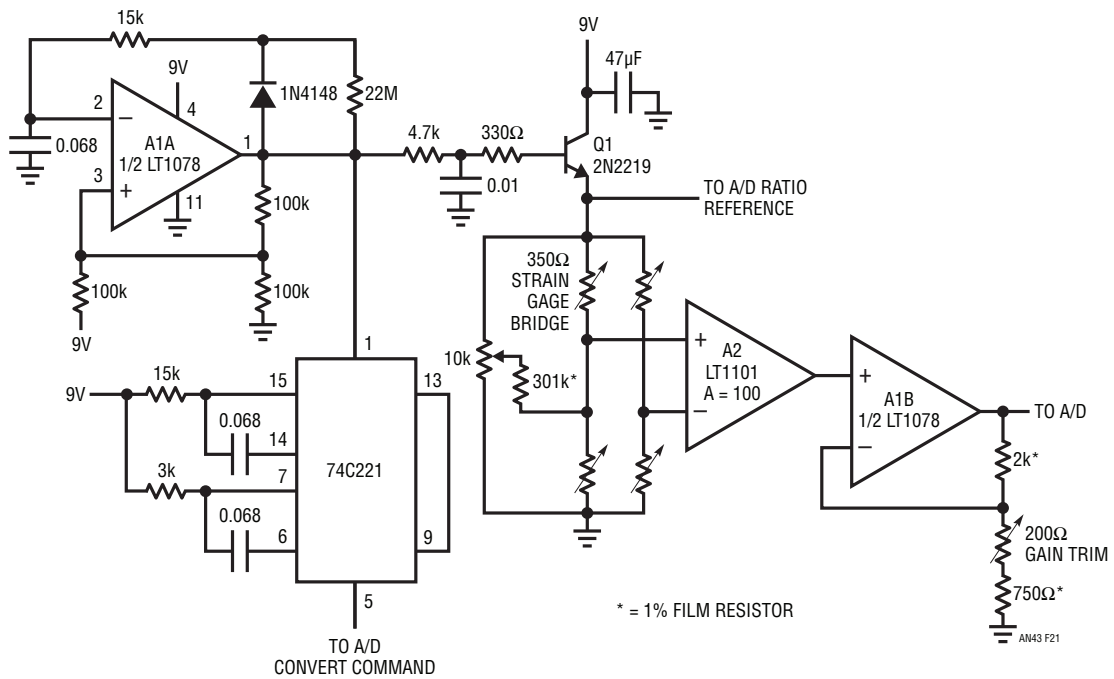 15k
9V
1N4148
22M
2
4
A1A
1/2 LT1078
1
3
11
0.068
100k
100k
100k
9V
4.7k
330Ω
0.01
9V
47µF
Q1
2N2219
TO A/D RATIO
REFERENCE
350Ω
STRAIN
GAGE
BRIDGE
10k
301k*
+
−
A2
LT1101
A = 100
+
−
A1B
1/2 LT1078
TO A/D
2k*
200Ω
GAIN TRIM
750Ω*
−
+
1
9V
15k
15
13
0.068
14
3k
7
74C221
0.068
6
9
5
TO A/D
CONVERT COMMAND
* = 1% FILM RESISTOR
AN43 F21